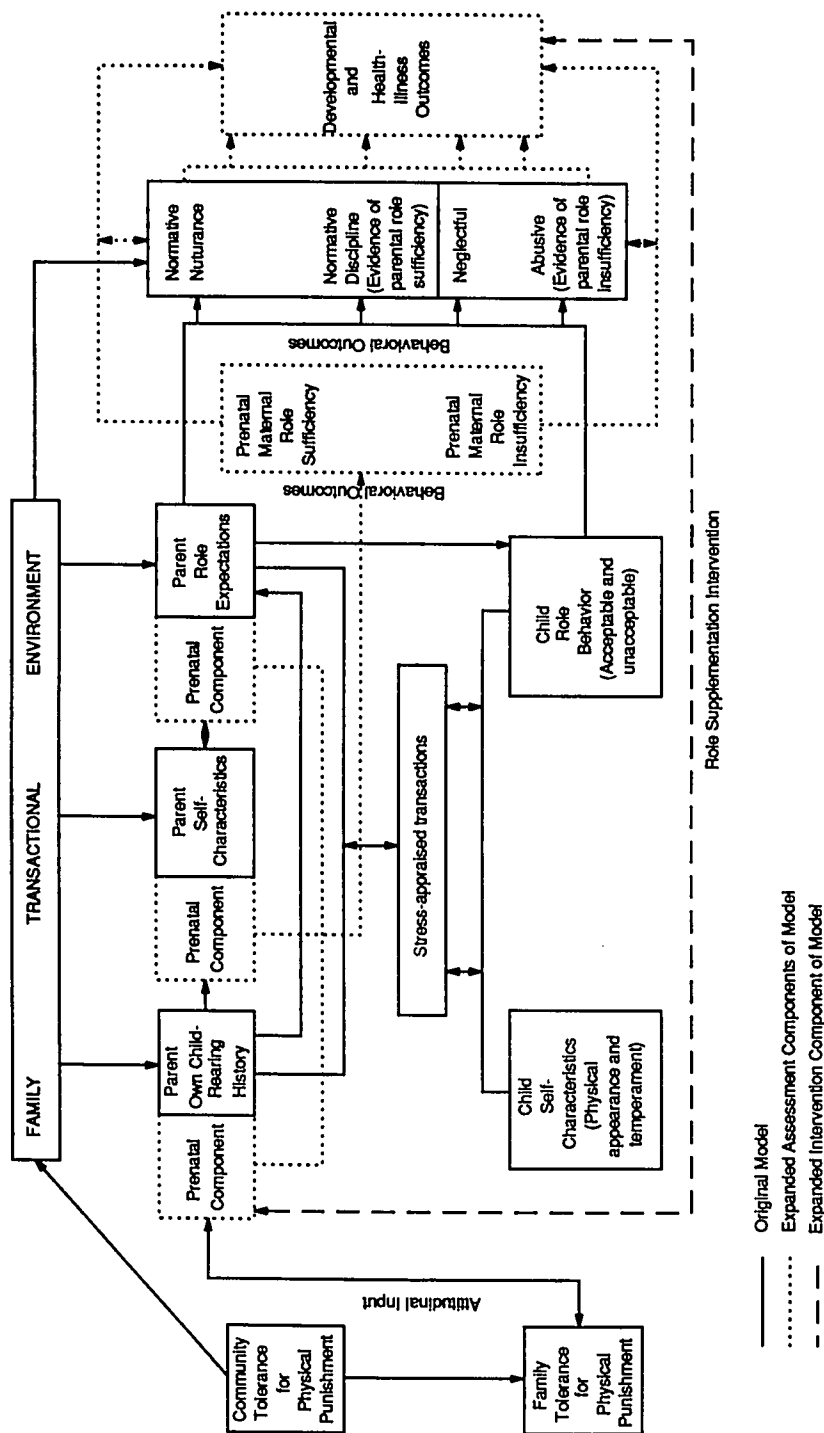 FAMILY TRANSACTIONAL ENVIRONMENT
Community
Tolerance
for
Physical
Punishment
Family
Tolerance
for
Physical
Punishment
Attitudinal Input
Prenatal
Component
Parent
Own Child-
Rearing
History
Prenatal
Component
Parent
Self-
Characteristics
Prenatal
Component
Parent
Role
Expectations
Stress-appraised transactions
Child
Self-
Characteristics
(Physical
appearance and
temperament)
Child
Role
Behavior
(Acceptable and
unacceptable)
Behavioral Outcomes
Prenatal
Maternal
Role
Sufficiency
Prenatal
Maternal
Role
Insufficiency
Behavioral Outcomes
Normative
Nuturance
Normative
Discipline
(Evidence of
parental role
sufficiency)
Neglectful
Abusive
(Evidence of
parental role
insufficiency)
Developmental
and
Health-
Illness
Outcomes
Role Supplementation Intervention
Original Model
Expanded Assessment Components of Model
Expanded Intervention Component of Model